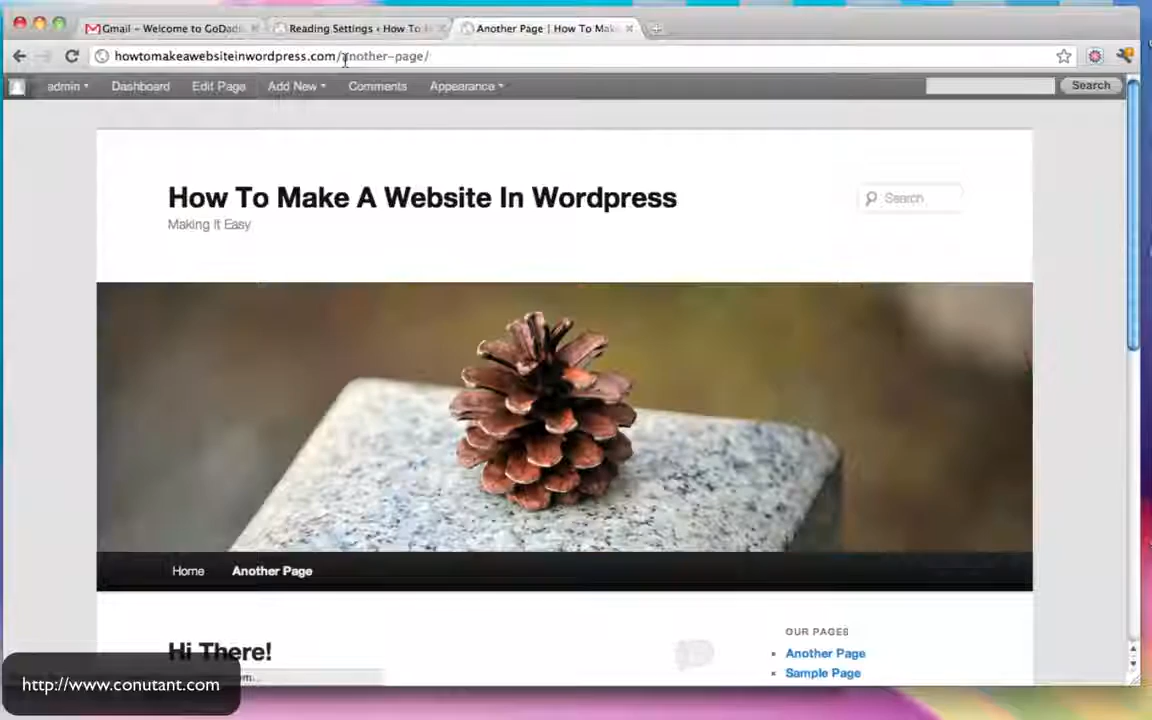 Gmail – Welcome to GoDad
Reading Settings ‹ How To
Another Page | How To Mak
howtomakeawebsiteinwordpress.com/another-page/
admin Dashboard Edit Page Add New Comments Appearance Search
How To Make A Website In Wordpress
Search
Making It Easy
Home Another Page
OUR PAGES
Hi There!
Another Page
Sample Page
http://www.conutant.com